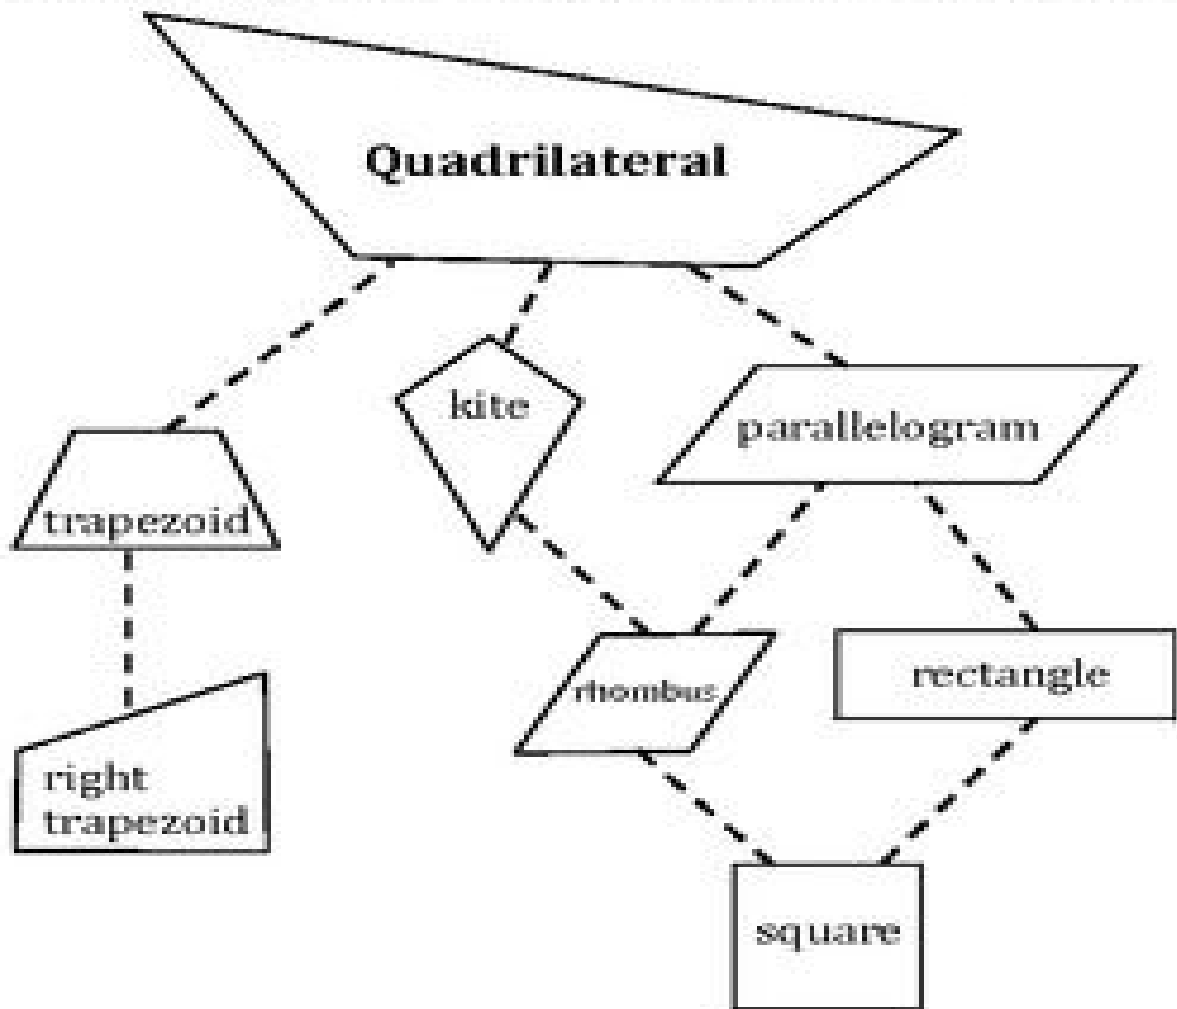 Quadrilateral
kite
parallelogram
trapezoid
rhombus
rectangle
right
trapezoid
square